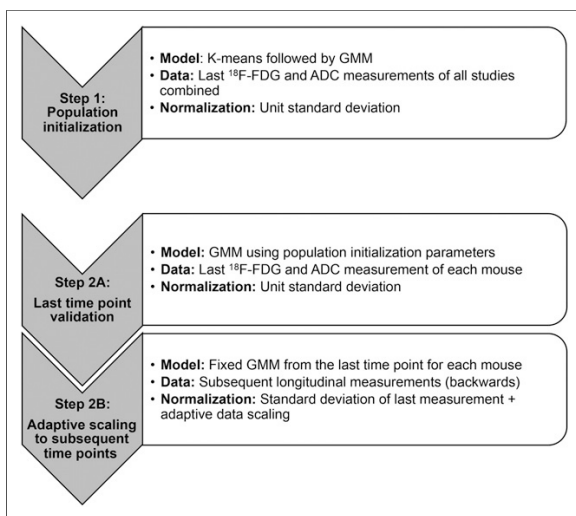 Step 1:
Population
initialization
• Model: K-means followed by GMM
• Data: Last ¹⁸F-FDG and ADC measurements of all studies
combined
• Normalization: Unit standard deviation
Step 2A:
Last time point
validation
• Model: GMM using population initialization parameters
• Data: Last ¹⁸F-FDG and ADC measurement of each mouse
• Normalization: Unit standard deviation
Step 2B:
Adaptive scaling
to subsequent
time points
• Model: Fixed GMM from the last time point for each mouse
• Data: Subsequent longitudinal measurements (backwards)
• Normalization: Standard deviation of last measurement +
adaptive data scaling